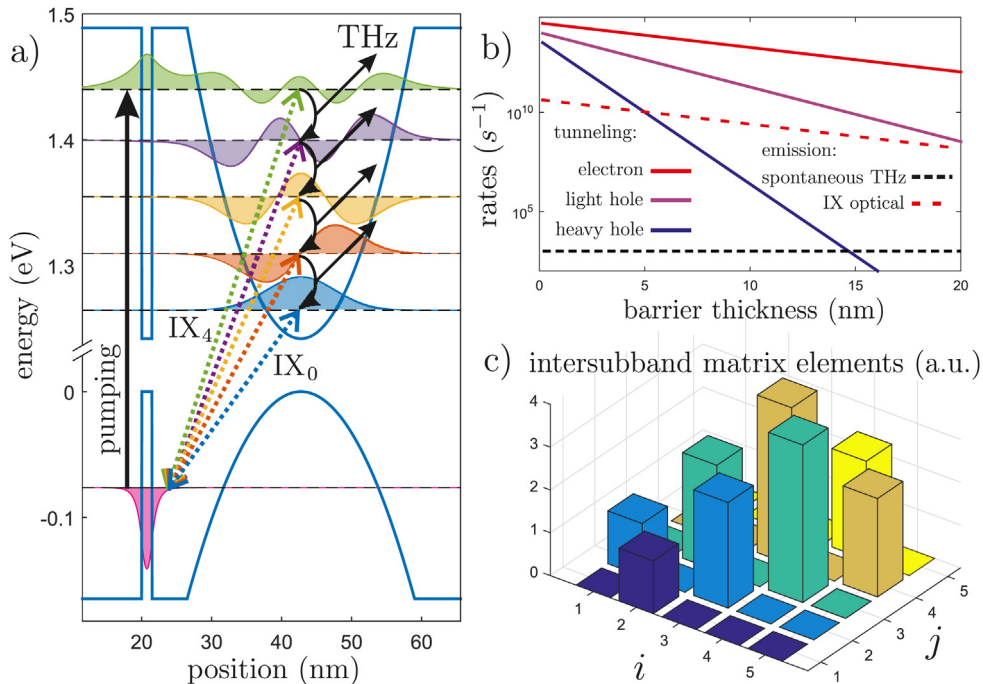 a)
1.5
1.4
1.3
0
-0.1
energy (eV)
THz
pumping
IX4
IX0
20
30
40
50
60
position (nm)
b)
rates (s^-1)
10^10
10^5
tunneling:
electron
light hole
heavy hole
emission:
spontaneous THz
IX optical
0
5
10
15
20
barrier thickness (nm)
c) intersubband matrix elements (a.u.)
4
3
2
1
0
1
2
3
4
5
i
1
2
3
4
5
j